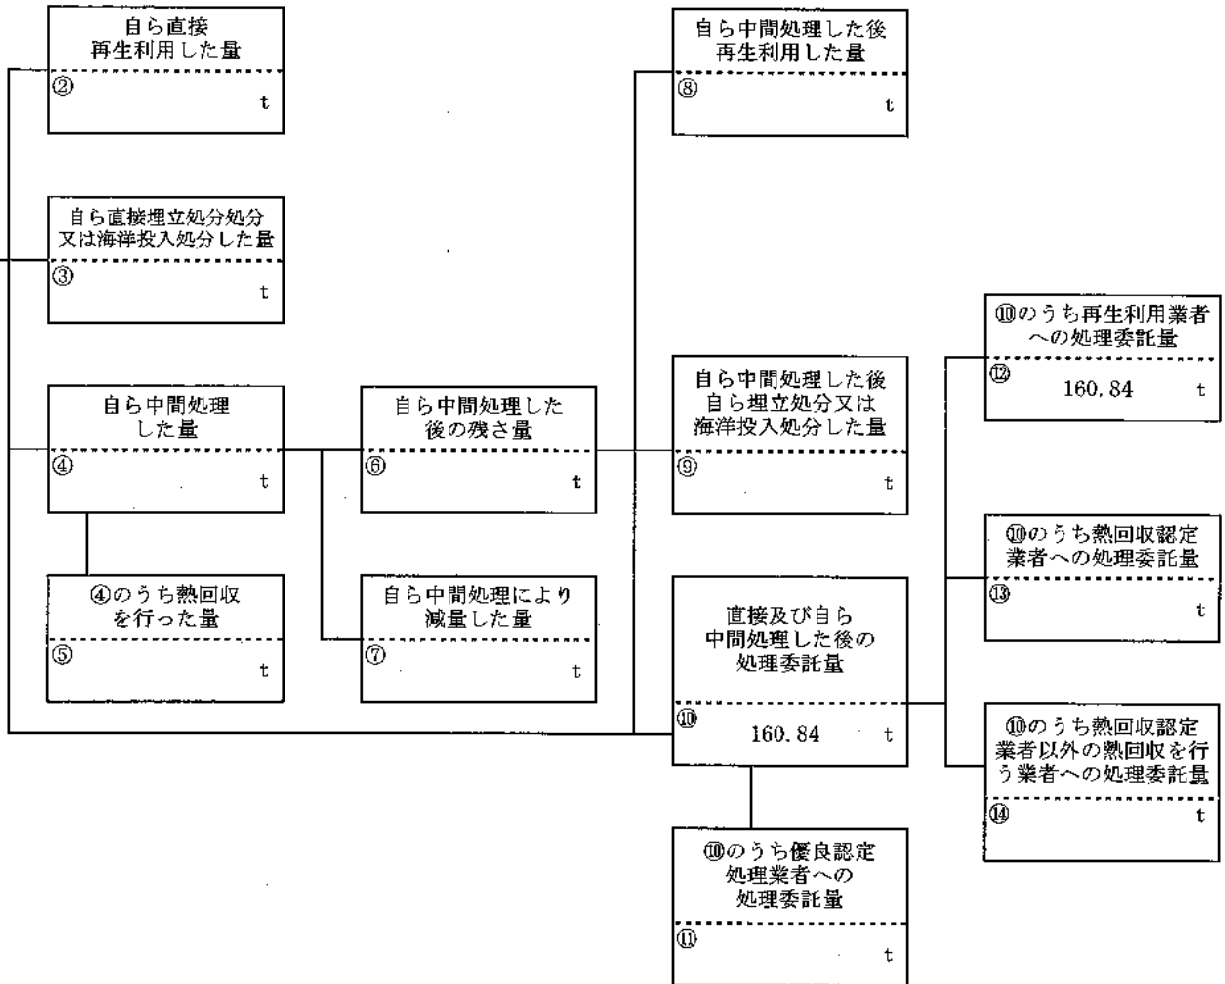 自ら直接
再生利用した量
② t
自ら中間処理した後
再生利用した量
⑧ t
自ら直接埋立処分処分
又は海洋投入処分した量
③ t
⑩のうち再生利用業者
への処理委託量
⑫ 160.84 t
自ら中間処理
した量
④ t
自ら中間処理した
後の残さ量
⑥ t
自ら中間処理した後
自ら埋立処分又は
海洋投入処分した量
⑨ t
⑩のうち熱回収認定
業者への処理委託量
⑬ t
④のうち熱回収
を行った量
⑤ t
自ら中間処理により
減量した量
⑦ t
直接及び自ら
中間処理した後の
処理委託量
⑩ 160.84 t
⑩のうち熱回収認定
業者以外の熱回収を行
う業者への処理委託量
⑭ t
⑩のうち優良認定
処理業者への
処理委託量
⑪ t